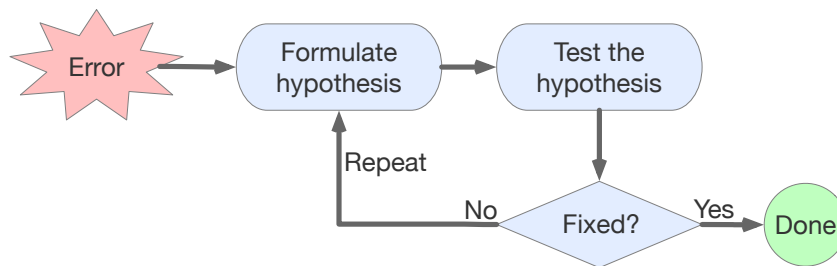 Error
Formulate
hypothesis
Test the
hypothesis
Repeat
No
Fixed?
Yes
Done